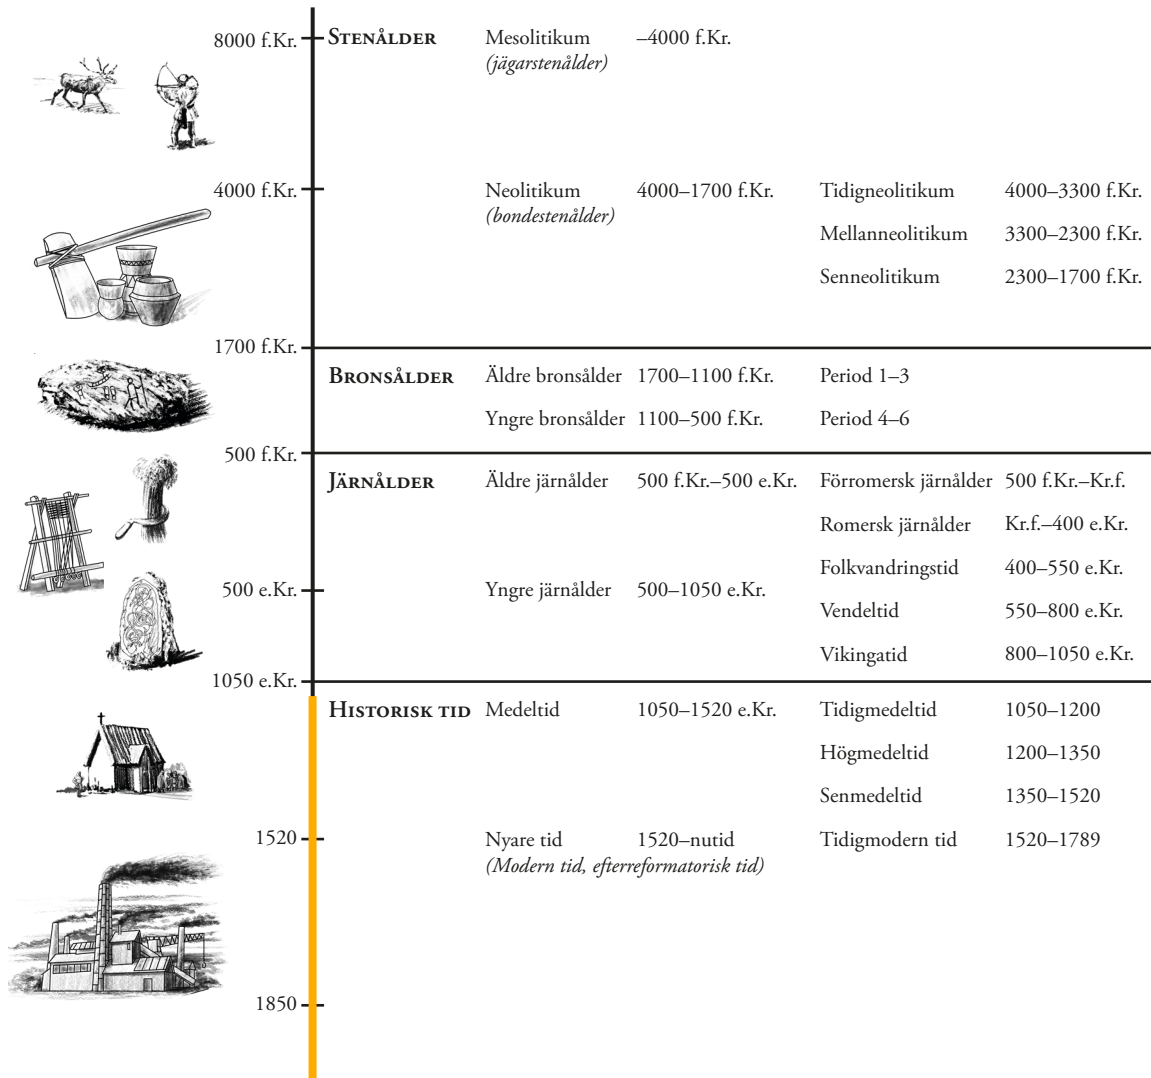 8000 f.Kr. STENÅLDER Mesolitikum –4000 f.Kr.
(jägarstenålder)
4000 f.Kr. Neolitikum 4000–1700 f.Kr. Tidigneolitikum 4000–3300 f.Kr.
(bondestenålder)
Mellanneolitikum 3300–2300 f.Kr.
Senneolitikum 2300–1700 f.Kr.
1700 f.Kr.
BRONSÅLDER Äldre bronsålder 1700–1100 f.Kr. Period 1–3
Yngre bronsålder 1100–500 f.Kr. Period 4–6
500 f.Kr.
JÄRNÅLDER Äldre järnålder 500 f.Kr.–500 e.Kr. Förromersk järnålder 500 f.Kr.–Kr.f.
Romersk järnålder Kr.f.–400 e.Kr.
Folkvandringstid 400–550 e.Kr.
500 e.Kr. Yngre järnålder 500–1050 e.Kr.
Vendeltid 550–800 e.Kr.
Vikingatid 800–1050 e.Kr.
1050 e.Kr.
HISTORISK TID Medeltid 1050–1520 e.Kr. Tidigmedeltid 1050–1200
Högmedeltid 1200–1350
Senmedeltid 1350–1520
1520 Nyare tid 1520–nutid Tidigmodern tid 1520–1789
(Modern tid, efterreformatorisk tid)
1850